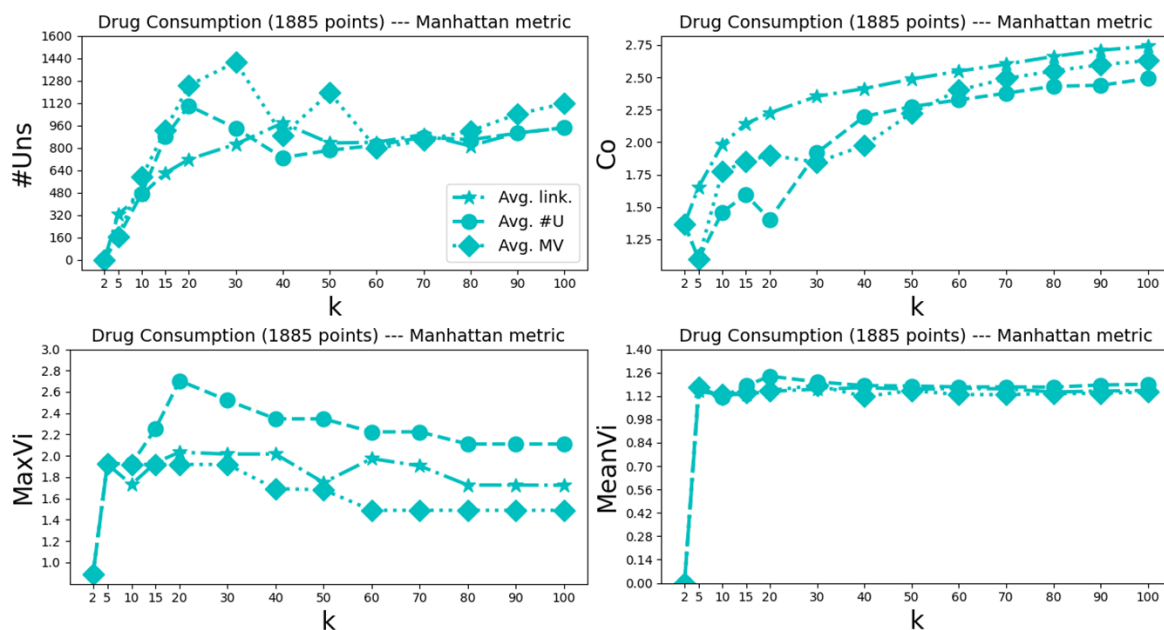 Drug Consumption (1885 points) --- Manhattan metric
1600
1440
1280
1120
960
800
640
480
320
160
0
#Uns
Avg. link.
Avg. #U
Avg. MV
2 5 10 15 20 30 40 50 60 70 80 90 100
k
Drug Consumption (1885 points) --- Manhattan metric
2.75
2.50
2.25
2.00
1.75
1.50
1.25
Co
2 5 10 15 20 30 40 50 60 70 80 90 100
k
Drug Consumption (1885 points) --- Manhattan metric
3.0
2.8
2.6
2.4
2.2
2.0
1.8
1.6
1.4
1.2
1.0
MaxVi
2 5 10 15 20 30 40 50 60 70 80 90 100
k
Drug Consumption (1885 points) --- Manhattan metric
1.40
1.26
1.12
0.98
0.84
0.70
0.56
0.42
0.28
0.14
0.00
MeanVi
2 5 10 15 20 30 40 50 60 70 80 90 100
k